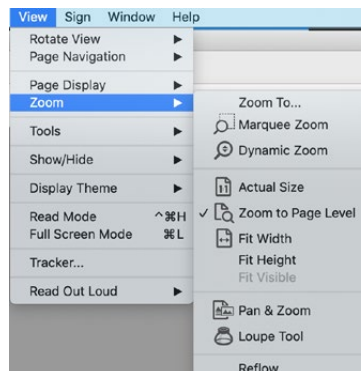 View Sign Window Help
Rotate View
Page Navigation
Page Display
Zoom
Tools
Show/Hide
Display Theme
Read Mode ^⌘H
Full Screen Mode ⌘L
Tracker...
Read Out Loud
Zoom To...
Marquee Zoom
Dynamic Zoom
Actual Size
✓ Zoom to Page Level
Fit Width
Fit Height
Fit Visible
Pan & Zoom
Loupe Tool
Reflow